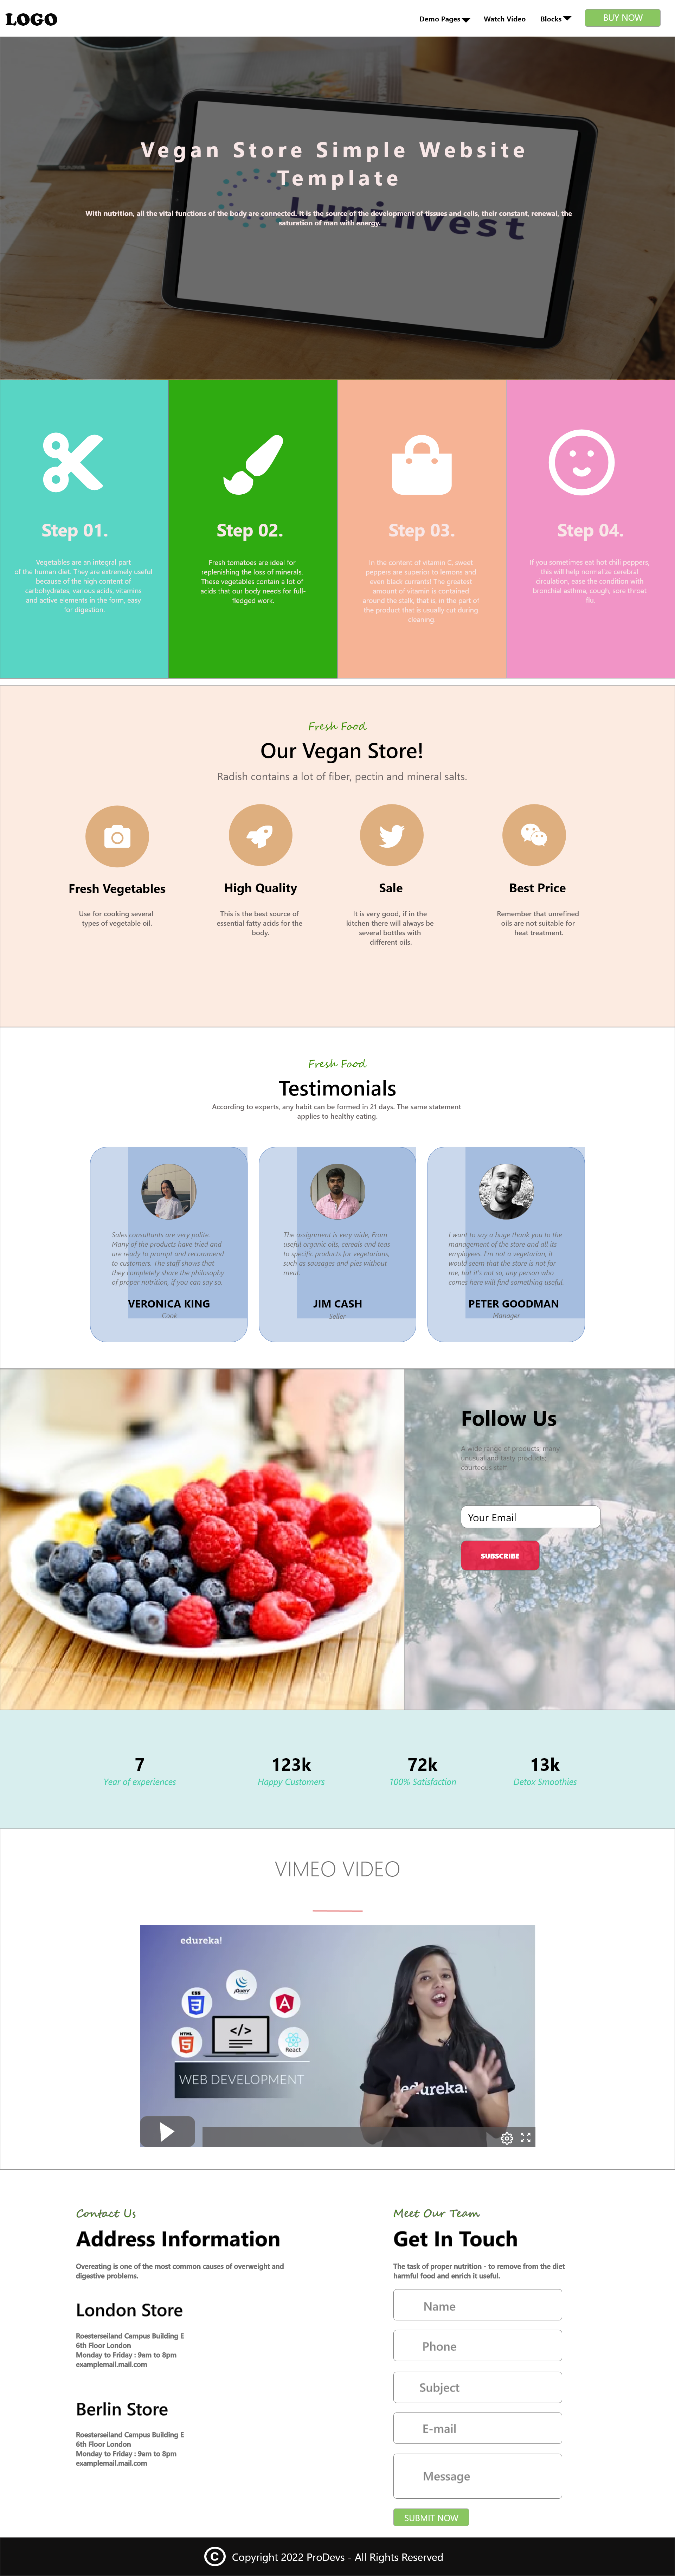 LOGO
Demo Pages
Watch Video
Blocks
BUY NOW
Vegan Store Simple Website
Template
Luninvest
With nutrition, all the vital functions of the body are connected. It is the source of the development of tissues and cells, their constant, renewal, the
saturation of man with energy.
Step 01.
Vegetables are an integral part
of the human diet. They are extremely useful
because of the high content of
carbohydrates, various acids, vitamins
and active elements in the form, easy
for digestion.
Step 02.
Fresh tomatoes are ideal for
replenishing the loss of minerals.
These vegetables contain a lot of
acids that our body needs for full-
fledged work.
Step 03.
In the content of vitamin C, sweet
peppers are superior to lemons and
even black currants! The greatest
amount of vitamin is contained
around the stalk, that is, in the part of
the product that is usually cut during
cleaning.
Step 04.
If you sometimes eat hot chili peppers,
this will help normalize cerebral
circulation, ease the condition with
bronchial asthma, cough, sore throat
flu.
Fresh Food
Our Vegan Store!
Radish contains a lot of fiber, pectin and mineral salts.
Fresh Vegetables
Use for cooking several
types of vegetable oil.
High Quality
This is the best source of
essential fatty acids for the
body.
Sale
It is very good, if in the
kitchen there will always be
several bottles with
different oils.
Best Price
Remember that unrefined
oils are not suitable for
heat treatment.
Fresh Food
Testimonials
According to experts, any habit can be formed in 21 days. The same statement
applies to healthy eating.
Sales consultants are very polite.
Many of the products have tried and
are ready to prompt and recommend
to customers. The staff shows that
they completely share the philosophy
of proper nutrition, if you can say so.
VERONICA KING
Cook
The assignment is very wide, From
useful organic oils, cereals and teas
to specific products for vegetarians,
such as sausages and pies without
meat.
JIM CASH
Seller
I want to say a huge thank you to the
management of the store and all its
employees. I'm not a vegetarian, it
would seem that the store is not for
me, but it's not so, any person who
comes here will find something useful.
PETER GOODMAN
Manager
Follow Us
A wide range of products; many
unusual and tasty products,
courteous staff
Your Email
SUBSCRIBE
7
Year of experiences
123k
Happy Customers
72k
100% Satisfaction
13k
Detox Smoothies
VIMEO VIDEO
edureka!
CSS
jQuery
HTML
React
WEB DEVELOPMENT
edureka!
Contact Us
Address Information
Overeating is one of the most common causes of overweight and
digestive problems.
London Store
Roesterseiland Campus Building E
6th Floor London
Monday to Friday : 9am to 8pm
examplemail.mail.com
Berlin Store
Roesterseiland Campus Building E
6th Floor London
Monday to Friday : 9am to 8pm
examplemail.mail.com
Meet Our Team
Get In Touch
The task of proper nutrition - to remove from the diet
harmful food and enrich it useful.
Name
Phone
Subject
E-mail
Message
SUBMIT NOW
© Copyright 2022 ProDevs - All Rights Reserved